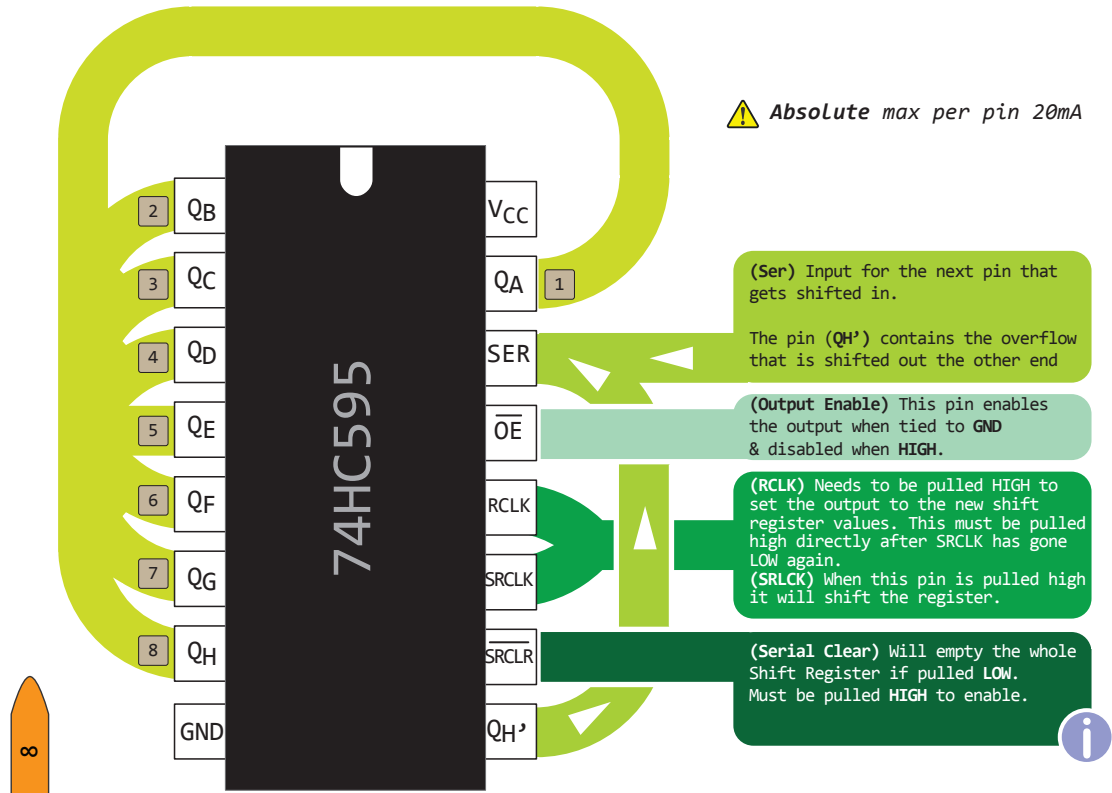 ⚠ Absolute max per pin 20mA
2 QB
VCC
3 QC
QA 1
4 QD
SER
5 QE
OE
6 QF
RCLK
7 QG
SRCLK
8 QH
SRCLR
GND
QH’
74HC595
(Ser) Input for the next pin that
gets shifted in.
The pin (QH’) contains the overflow
that is shifted out the other end
(Output Enable) This pin enables
the output when tied to GND
& disabled when HIGH.
(RCLK) Needs to be pulled HIGH to
set the output to the new shift
register values. This must be pulled
high directly after SRCLK has gone
LOW again.
(SRLCK) When this pin is pulled high
it will shift the register.
(Serial Clear) Will empty the whole
Shift Register if pulled LOW.
Must be pulled HIGH to enable.
i
8